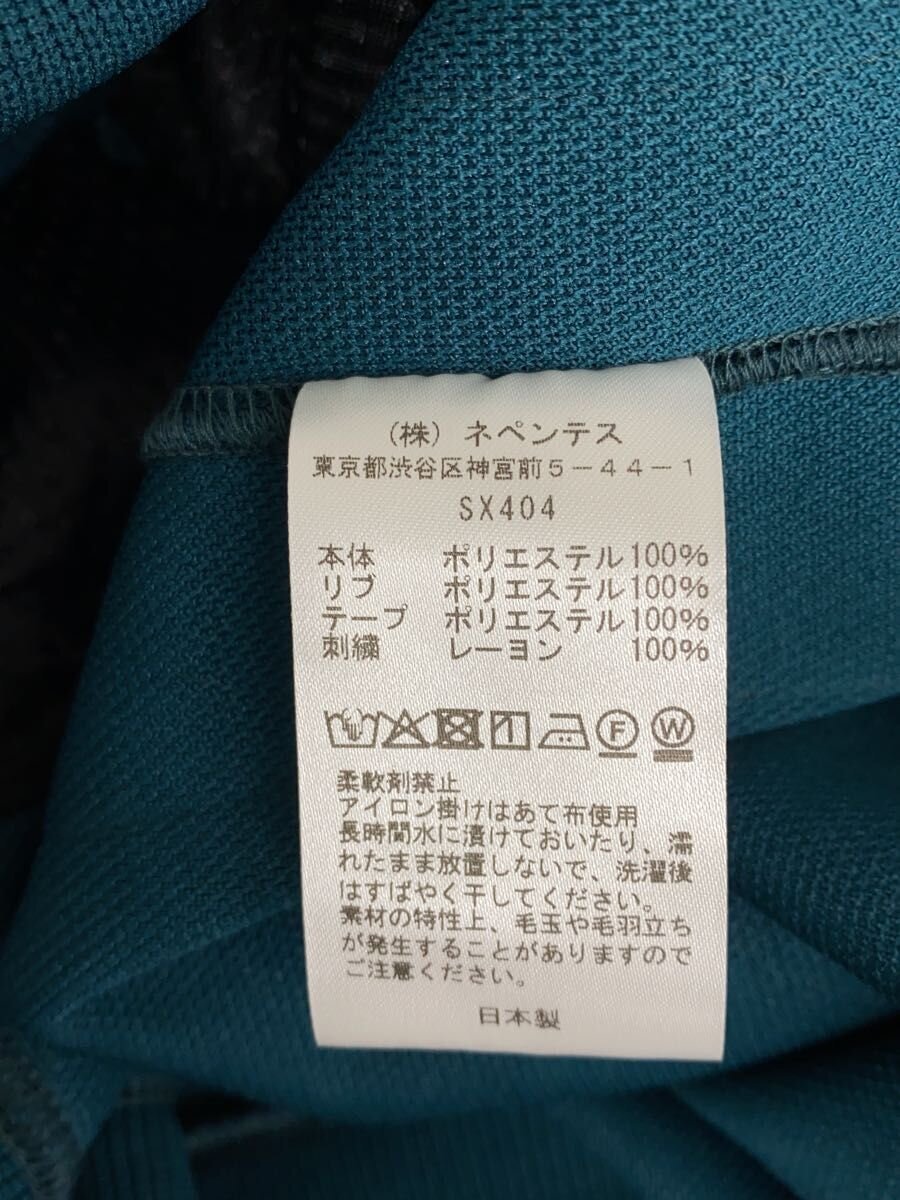 (株) ネペンテス
東京都渋谷区神宮前5-44-1
SX404
本体 ポリエステル100%
リブ ポリエステル100%
テープ ポリエステル100%
刺繍 レーヨン 100%
F W
柔軟剤禁止
アイロン掛けはあて布使用
長時間水に漬けておいたり、濡
れたまま放置しないで、洗濯後
はすばやく干してください。
素材の特性上、毛玉や毛羽立ち
が発生することがありますので
ご注意ください。
日本製